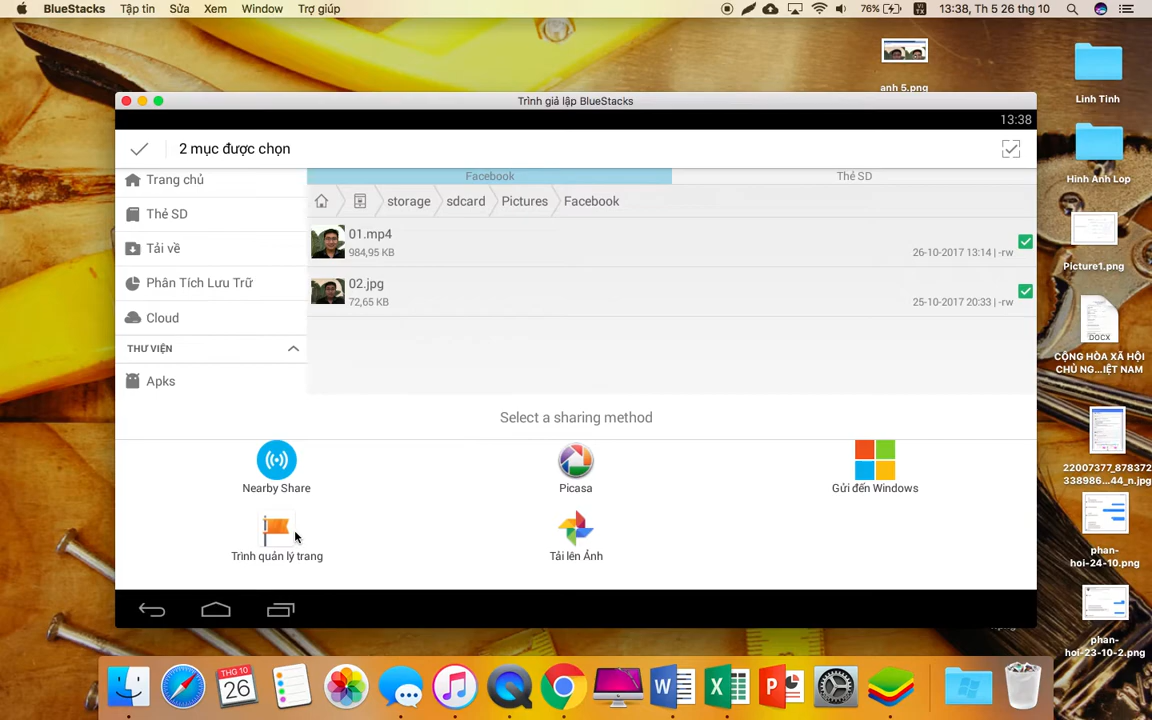 BlueStacks Tập tin Sửa Xem Window Trợ giúp
76% VI TX 13:38, Th 5 26 thg 10
anh 5.png
Linh Tinh
Hinh Anh Lop
Picture1.png
DOCX
CỘNG HÒA XÃ HỘI
CHỦ NG...IỆT NAM
22007377_878372
338986...44_n.jpg
phan-
hoi-24-10.png
phan-
hoi-23-10-2.png
Trình giả lập BlueStacks
13:38
2 mục được chọn
Trang chủ
Thẻ SD
Tải về
Phân Tích Lưu Trữ
Cloud
THƯ VIỆN
Apks
Facebook
Thẻ SD
storage sdcard Pictures Facebook
01.mp4
984,95 KB
26-10-2017 13:14 | -rw
02.jpg
72,65 KB
25-10-2017 20:33 | -rw
Select a sharing method
Nearby Share
Picasa
Gửi đến Windows
Trình quản lý trang
Tải lên Ảnh
THG 10
26
W
X
P